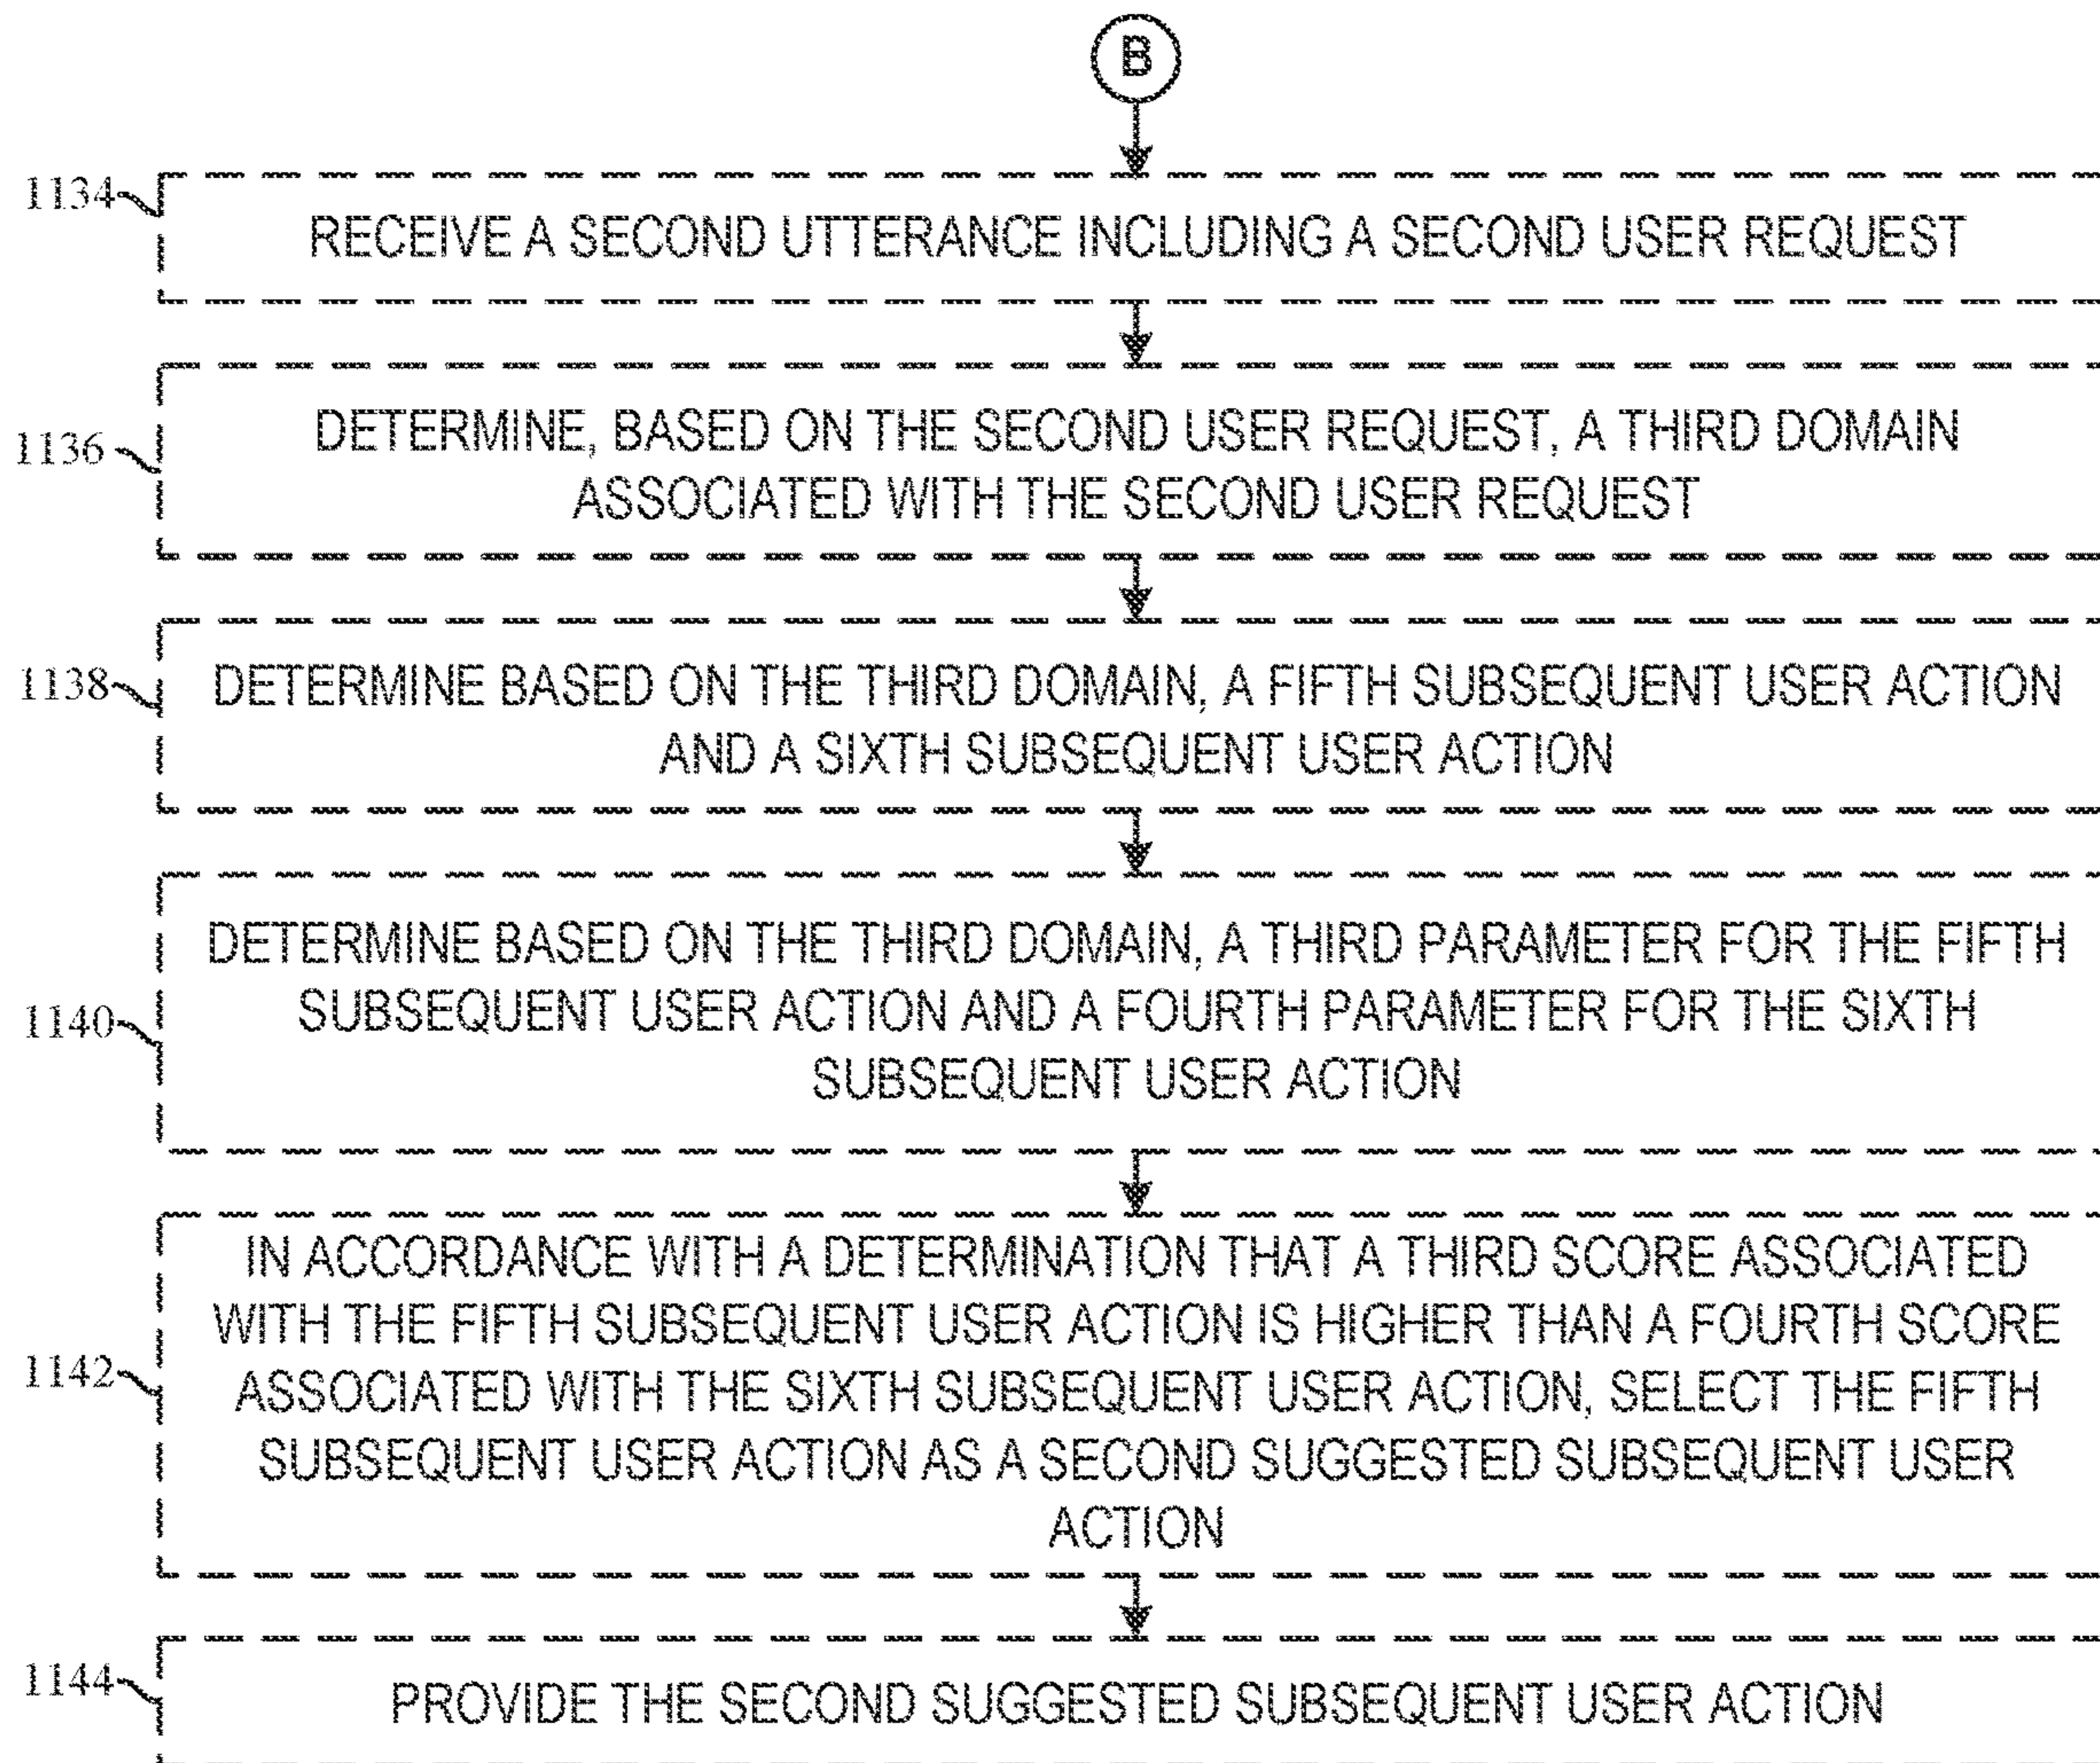 B
1134
RECEIVE A SECOND UTTERANCE INCLUDING A SECOND USER REQUEST
1136
DETERMINE, BASED ON THE SECOND USER REQUEST, A THIRD DOMAIN
ASSOCIATED WITH THE SECOND USER REQUEST
1138
DETERMINE BASED ON THE THIRD DOMAIN, A FIFTH SUBSEQUENT USER ACTION
AND A SIXTH SUBSEQUENT USER ACTION
1140
DETERMINE BASED ON THE THIRD DOMAIN, A THIRD PARAMETER FOR THE FIFTH
SUBSEQUENT USER ACTION AND A FOURTH PARAMETER FOR THE SIXTH
SUBSEQUENT USER ACTION
1142
IN ACCORDANCE WITH A DETERMINATION THAT A THIRD SCORE ASSOCIATED
WITH THE FIFTH SUBSEQUENT USER ACTION IS HIGHER THAN A FOURTH SCORE
ASSOCIATED WITH THE SIXTH SUBSEQUENT USER ACTION, SELECT THE FIFTH
SUBSEQUENT USER ACTION AS A SECOND SUGGESTED SUBSEQUENT USER
ACTION
1144
PROVIDE THE SECOND SUGGESTED SUBSEQUENT USER ACTION